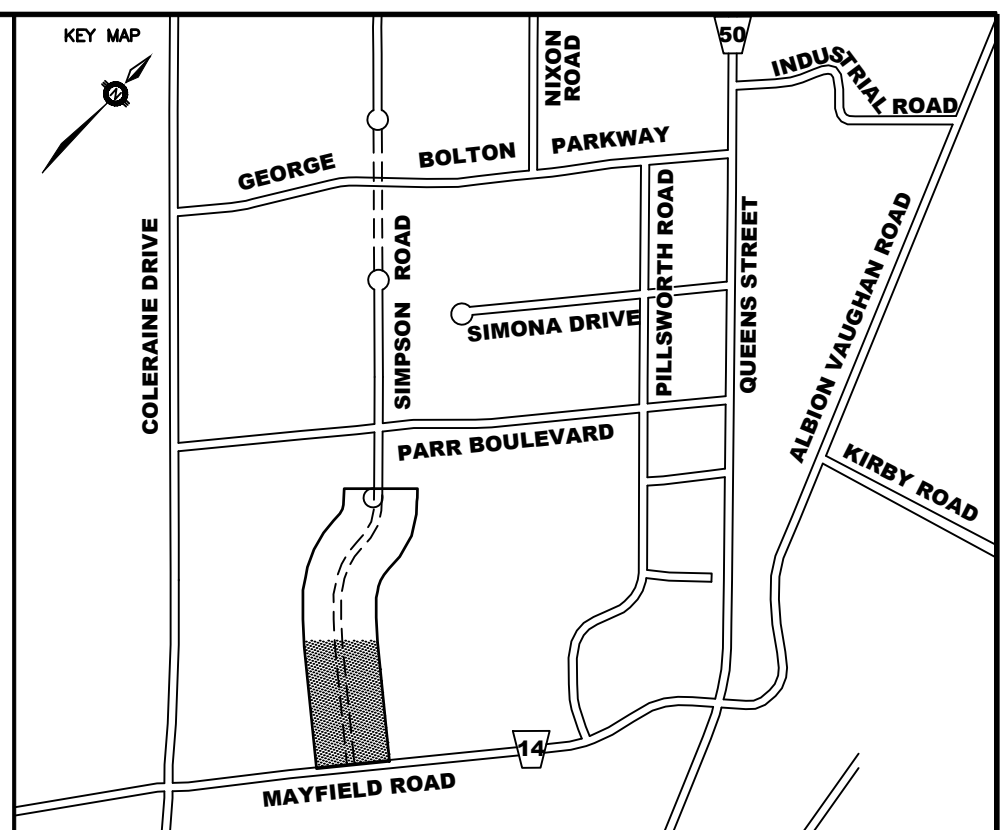 KEY MAP
N
50
NIXON
ROAD
INDUSTRIAL ROAD
GEORGE BOLTON PARKWAY
COLERAINE DRIVE
SIMPSON ROAD
SIMONA DRIVE
PILLSWORTH ROAD
QUEENS STREET
ALBION VAUGHAN ROAD
PARR BOULEVARD
KIRBY ROAD
14
MAYFIELD ROAD